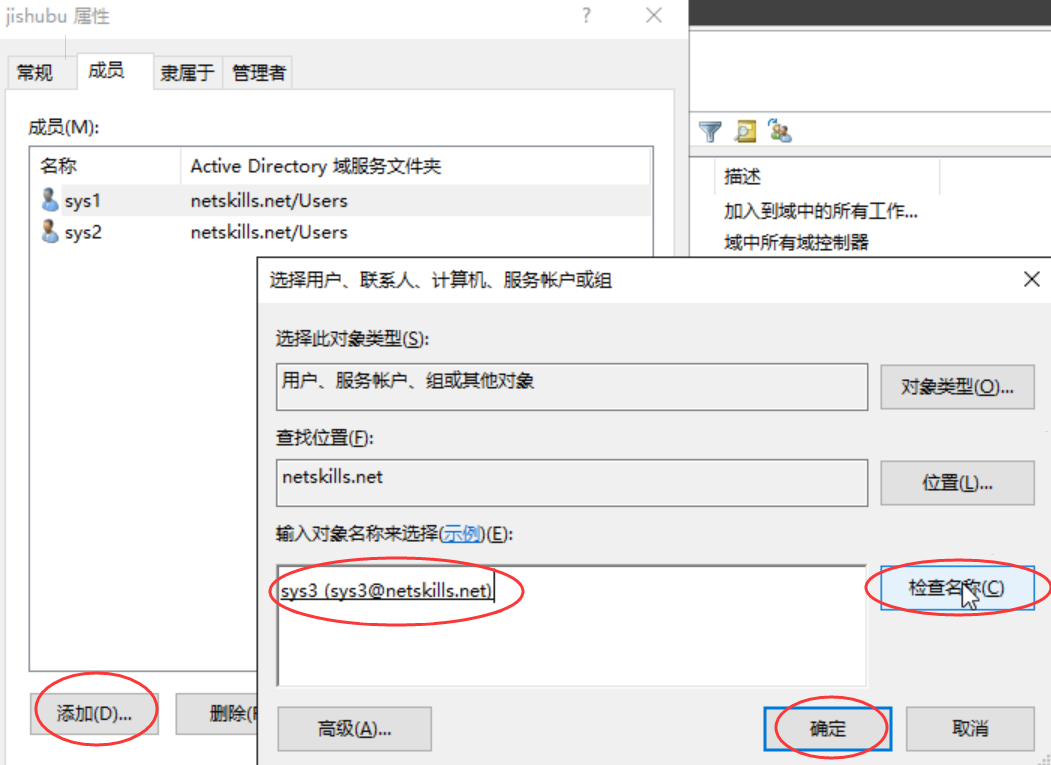 jishubu 属性
?
常规 成员 隶属于 管理者
成员(M):
名称 Active Directory 域服务文件夹
sys1 netskills.net/Users
sys2 netskills.net/Users
添加(D)... 删除(
描述
加入到域中的所有工作...
域中所有域控制器
选择用户、联系人、计算机、服务帐户或组
选择此对象类型(S):
用户、服务帐户、组或其他对象 对象类型(O)...
查找位置(F):
netskills.net 位置(L)...
输入对象名称来选择(示例)(E):
sys3 (sys3@netskills.net) 检查名称(C)
高级(A)... 确定 取消